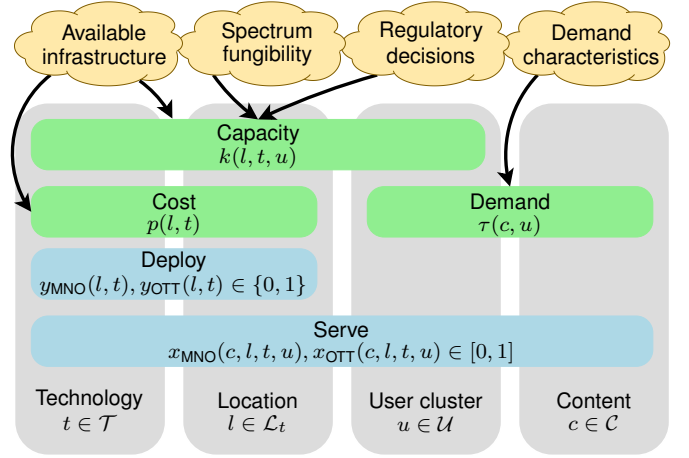 Available
infrastructure
Spectrum
fungibility
Regulatory
decisions
Demand
characteristics
Capacity
k(l, t, u)
Cost
p(l, t)
Demand
τ(c, u)
Deploy
y_MNO(l, t), y_OTT(l, t) ∈ {0, 1}
Serve
x_MNO(c, l, t, u), x_OTT(c, l, t, u) ∈ [0, 1]
Technology
t ∈ 𝒯
Location
l ∈ ℒ_t
User cluster
u ∈ 𝒰
Content
c ∈ 𝒞